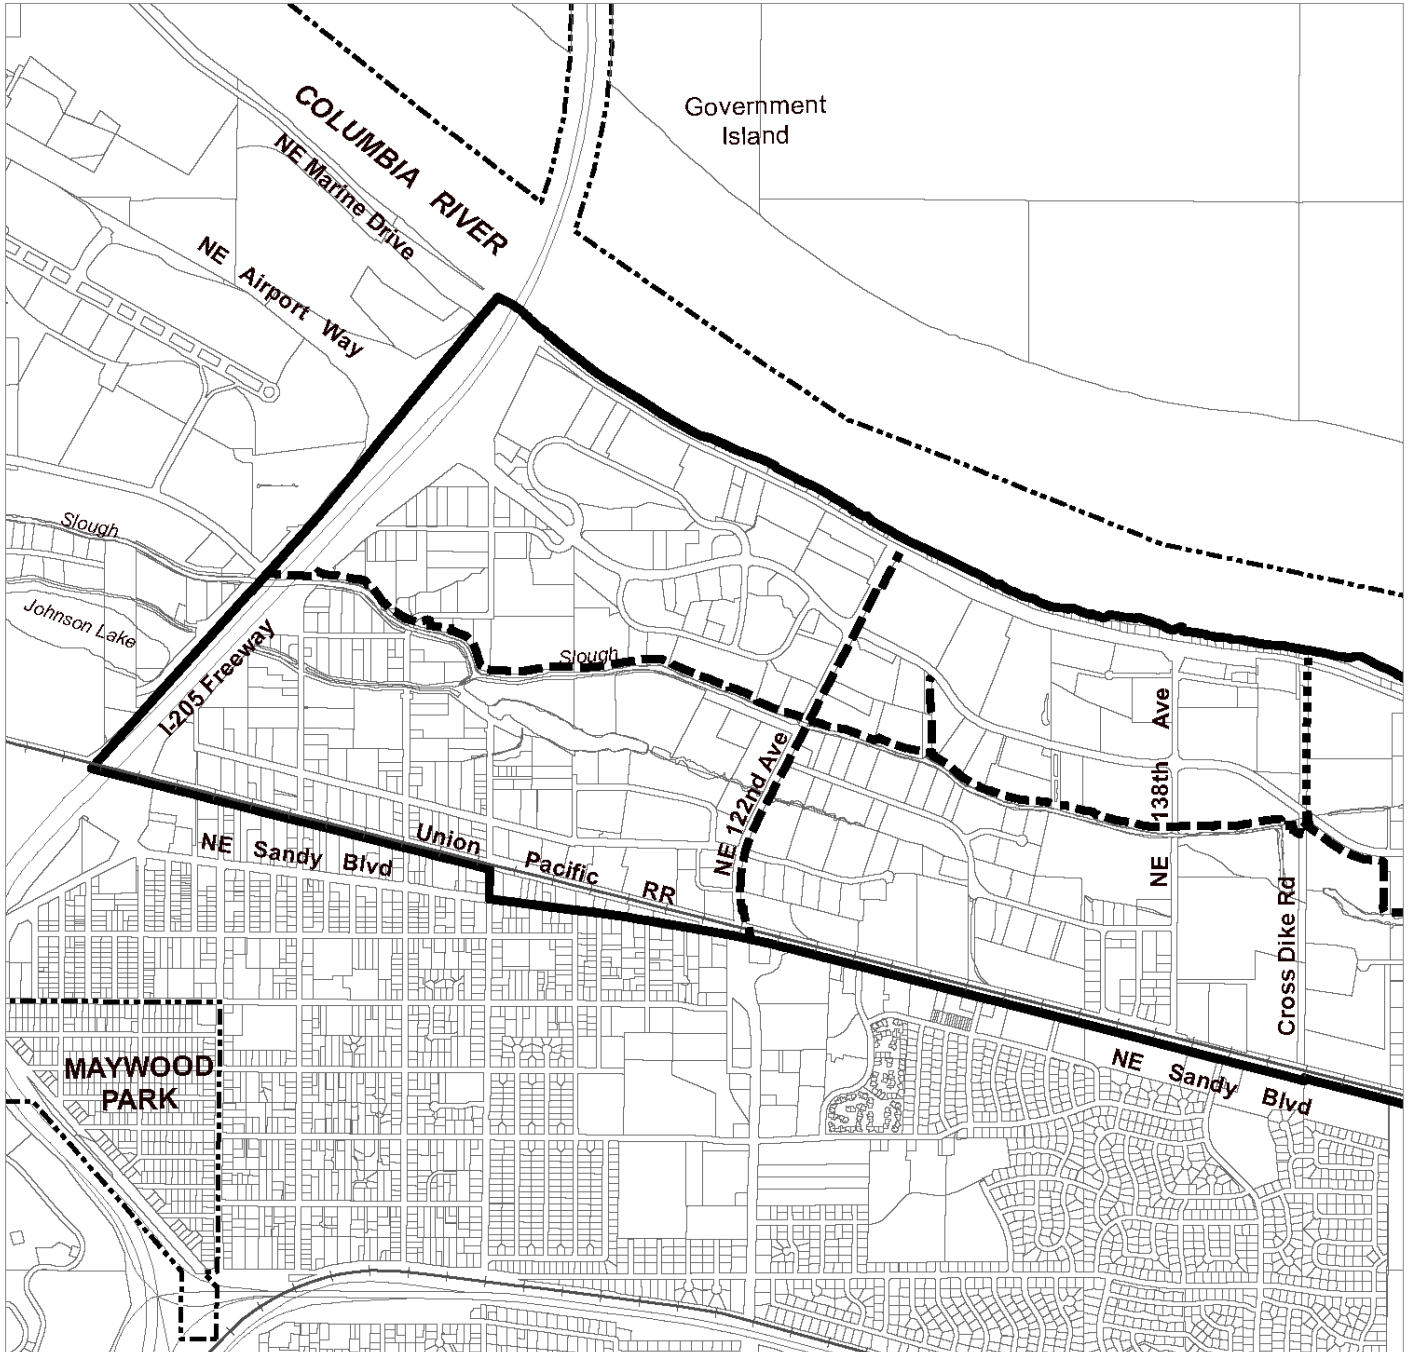 Government
Island
COLUMBIA RIVER
NE Marine Drive
NE Airport Way
Slough
Johnson Lake
I-205 Freeway
Slough
NE 122nd Ave
NE 138th Ave
Cross Dike Rd
NE Sandy Blvd
Union Pacific RR
MAYWOOD
PARK
NE Sandy Blvd